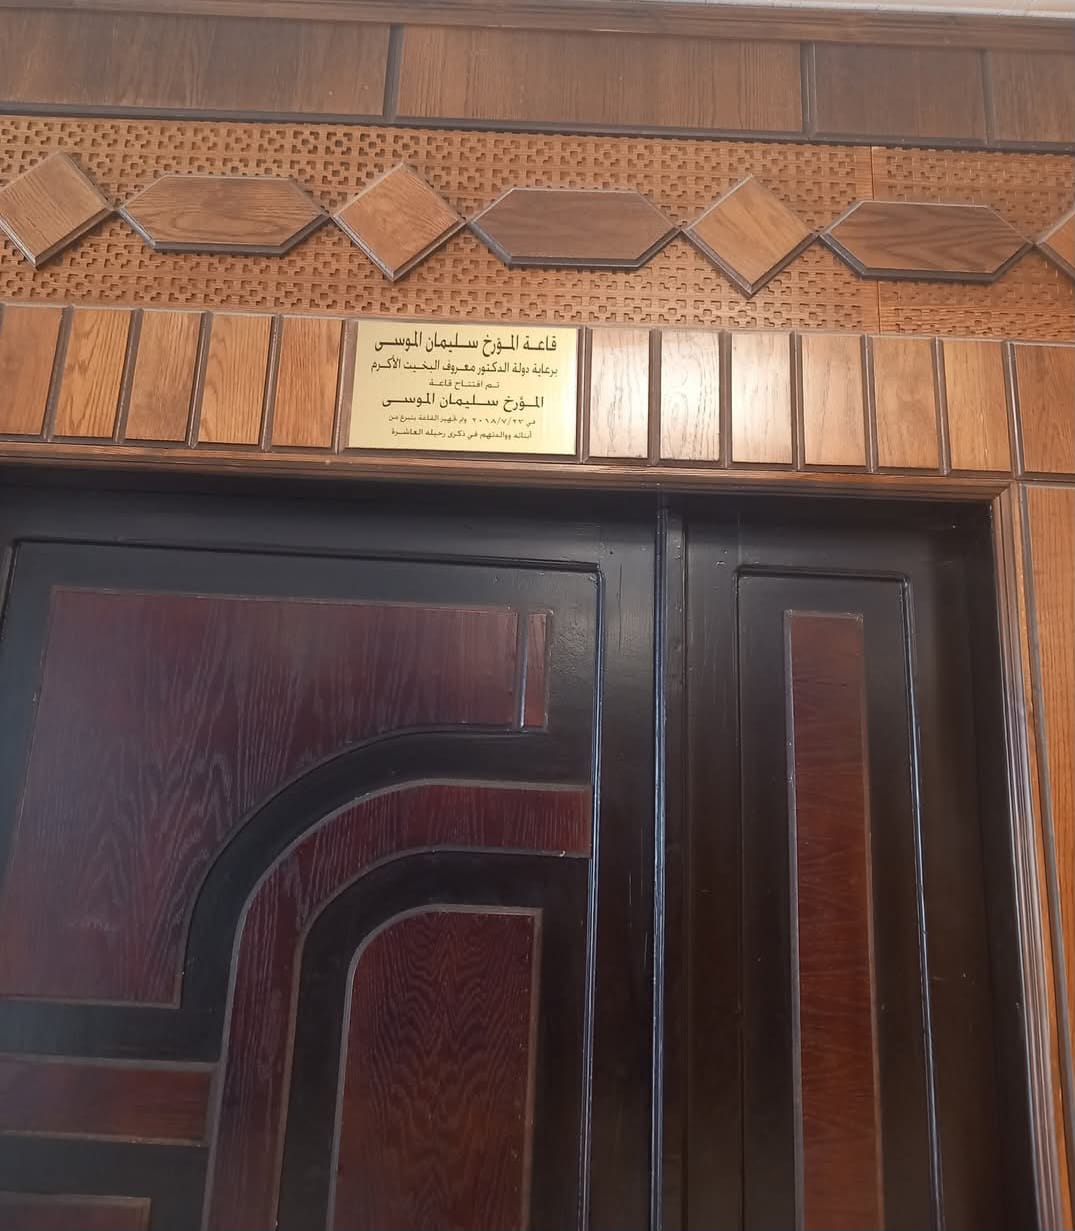 قاعة المؤرخ سليمان الموسى
برعاية دولة الدكتور معروف البخيت الأكرم
تم افتتاح قاعة
المؤرخ سليمان الموسى
في ٢٠١٨/٧/٢٣ وتم تجهيز القاعة بتبرع من
أبنائه ووالدتهم في ذكرى رحيله العاشرة